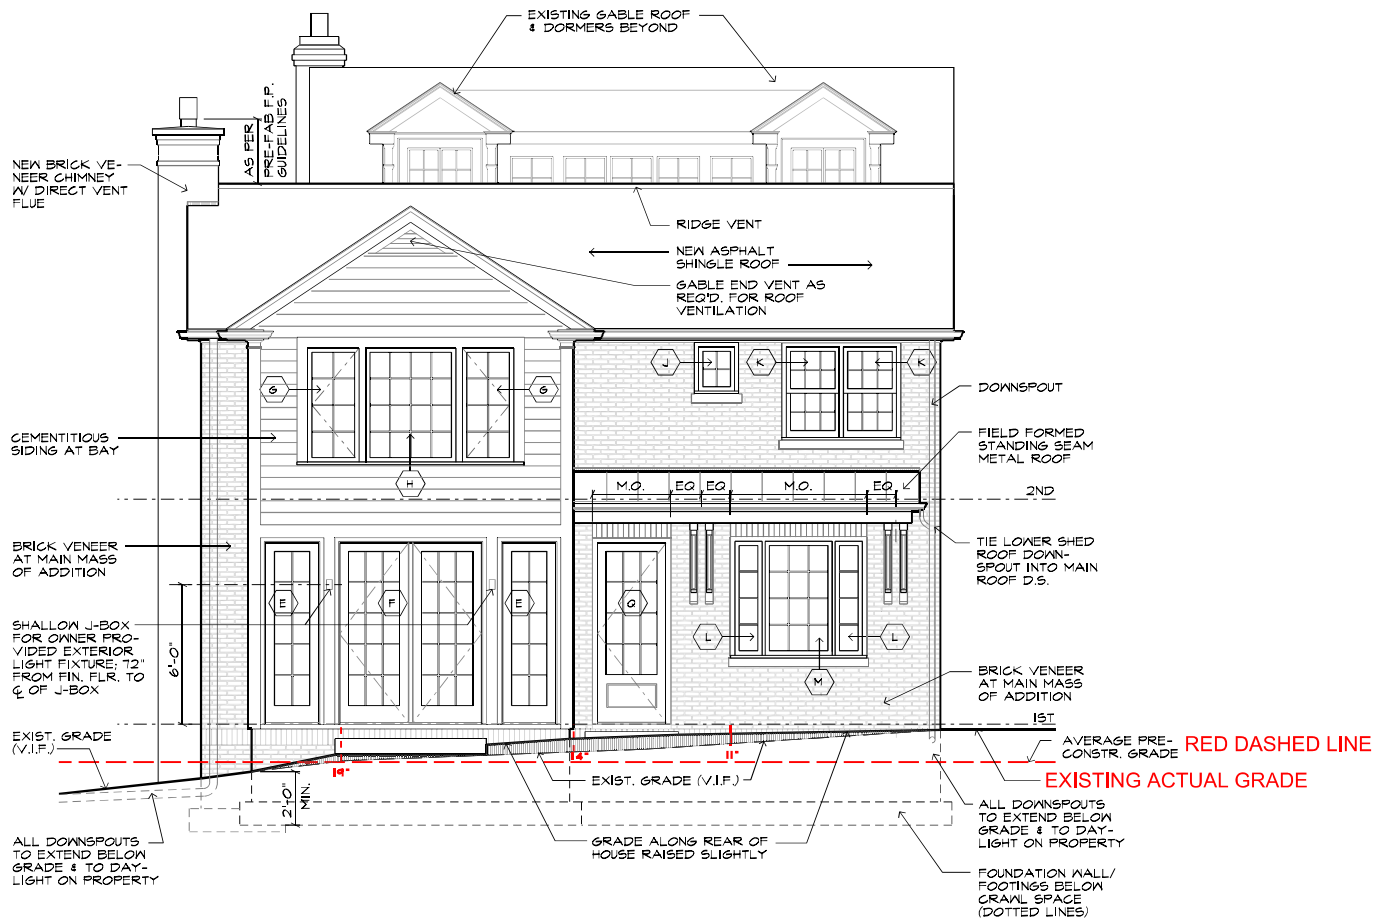 EXISTING GABLE ROOF
& DORMERS BEYOND
AS PER
PRE-FAB F.P.
GUIDELINES
NEW BRICK VE-
NEER CHIMNEY
W/ DIRECT VENT
FLUE
RIDGE VENT
NEW ASPHALT
SHINGLE ROOF
GABLE END VENT AS
REQ'D. FOR ROOF
VENTILATION
J
K
K
G
G
H
DOWNSPOUT
CEMENTITIOUS
SIDING AT BAY
FIELD FORMED
STANDING SEAM
METAL ROOF
M.O.
EQ
EQ
M.O.
EQ
2ND
BRICK VENEER
AT MAIN MASS
OF ADDITION
TIE LOWER SHED
ROOF DOWN-
SPOUT INTO MAIN
ROOF D.S.
E
F
E
Q
L
L
M
SHALLOW J-BOX
FOR OWNER PRO-
VIDED EXTERIOR
LIGHT FIXTURE; 72"
FROM FIN. FLR. TO
℄ OF J-BOX
6'-0"
BRICK VENEER
AT MAIN MASS
OF ADDITION
1ST
EXIST. GRADE
(V.I.F.)
AVERAGE PRE-
CONSTR. GRADE
RED DASHED LINE
19"
14"
11"
EXIST. GRADE (V.I.F.)
EXISTING ACTUAL GRADE
2'-0"
MIN.
ALL DOWNSPOUTS
TO EXTEND BELOW
GRADE & TO DAY-
LIGHT ON PROPERTY
GRADE ALONG REAR OF
HOUSE RAISED SLIGHTLY
ALL DOWNSPOUTS
TO EXTEND BELOW
GRADE & TO DAY-
LIGHT ON PROPERTY
FOUNDATION WALL/
FOOTINGS BELOW
CRAWL SPACE
(DOTTED LINES)